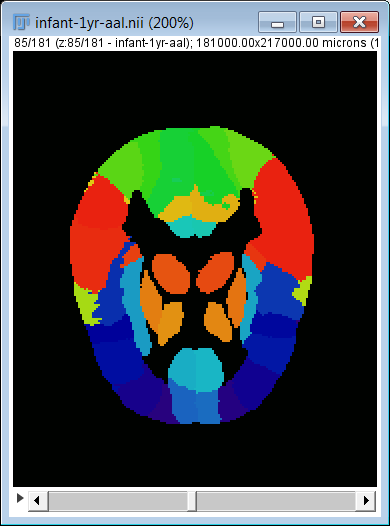 infant-1yr-aal.nii (200%)
85/181 (z:85/181 - infant-1yr-aal); 181000.00x217000.00 microns (1